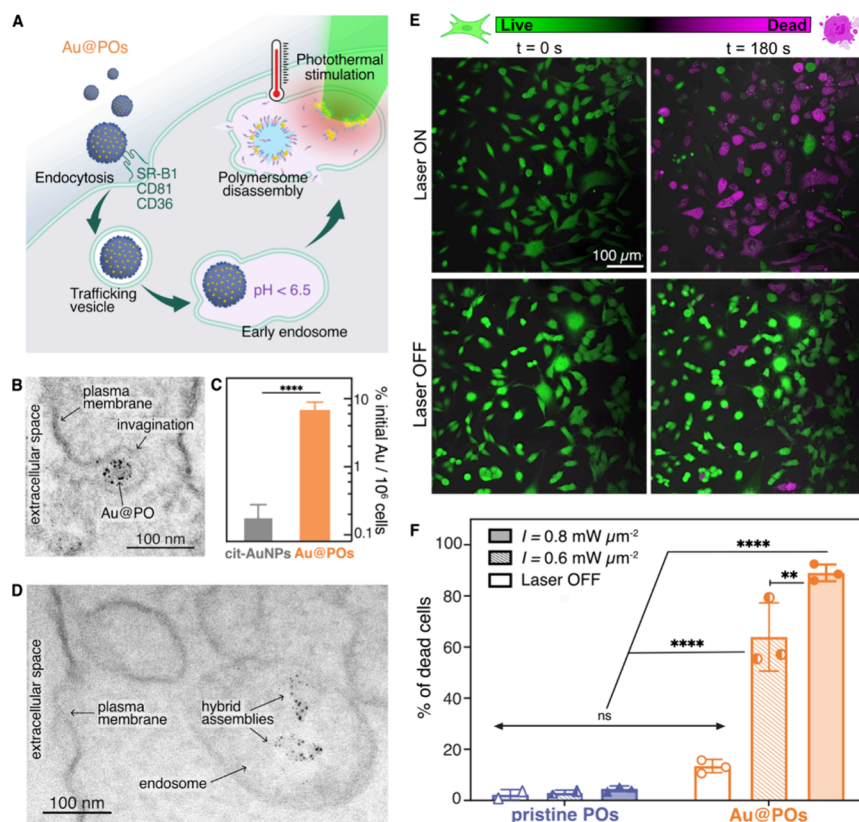 A
Au@POs
Endocytosis
SR-B1
CD81
CD36
Trafficking
vesicle
pH < 6.5
Early endosome
Polymersome
disassembly
Photothermal
stimulation
B
extracellular space
plasma
membrane
invagination
Au@PO
100 nm
C
****
% initial Au / 10⁶ cells
10
1
0.1
cit-AuNPs
Au@POs
D
extracellular space
plasma
membrane
hybrid
assemblies
endosome
100 nm
E
Live
Dead
t = 0 s
t = 180 s
Laser ON
100 µm
Laser OFF
F
% of dead cells
100
80
60
40
20
0
I = 0.8 mW µm⁻²
I = 0.6 mW µm⁻²
Laser OFF
****
**
****
ns
pristine POs
Au@POs